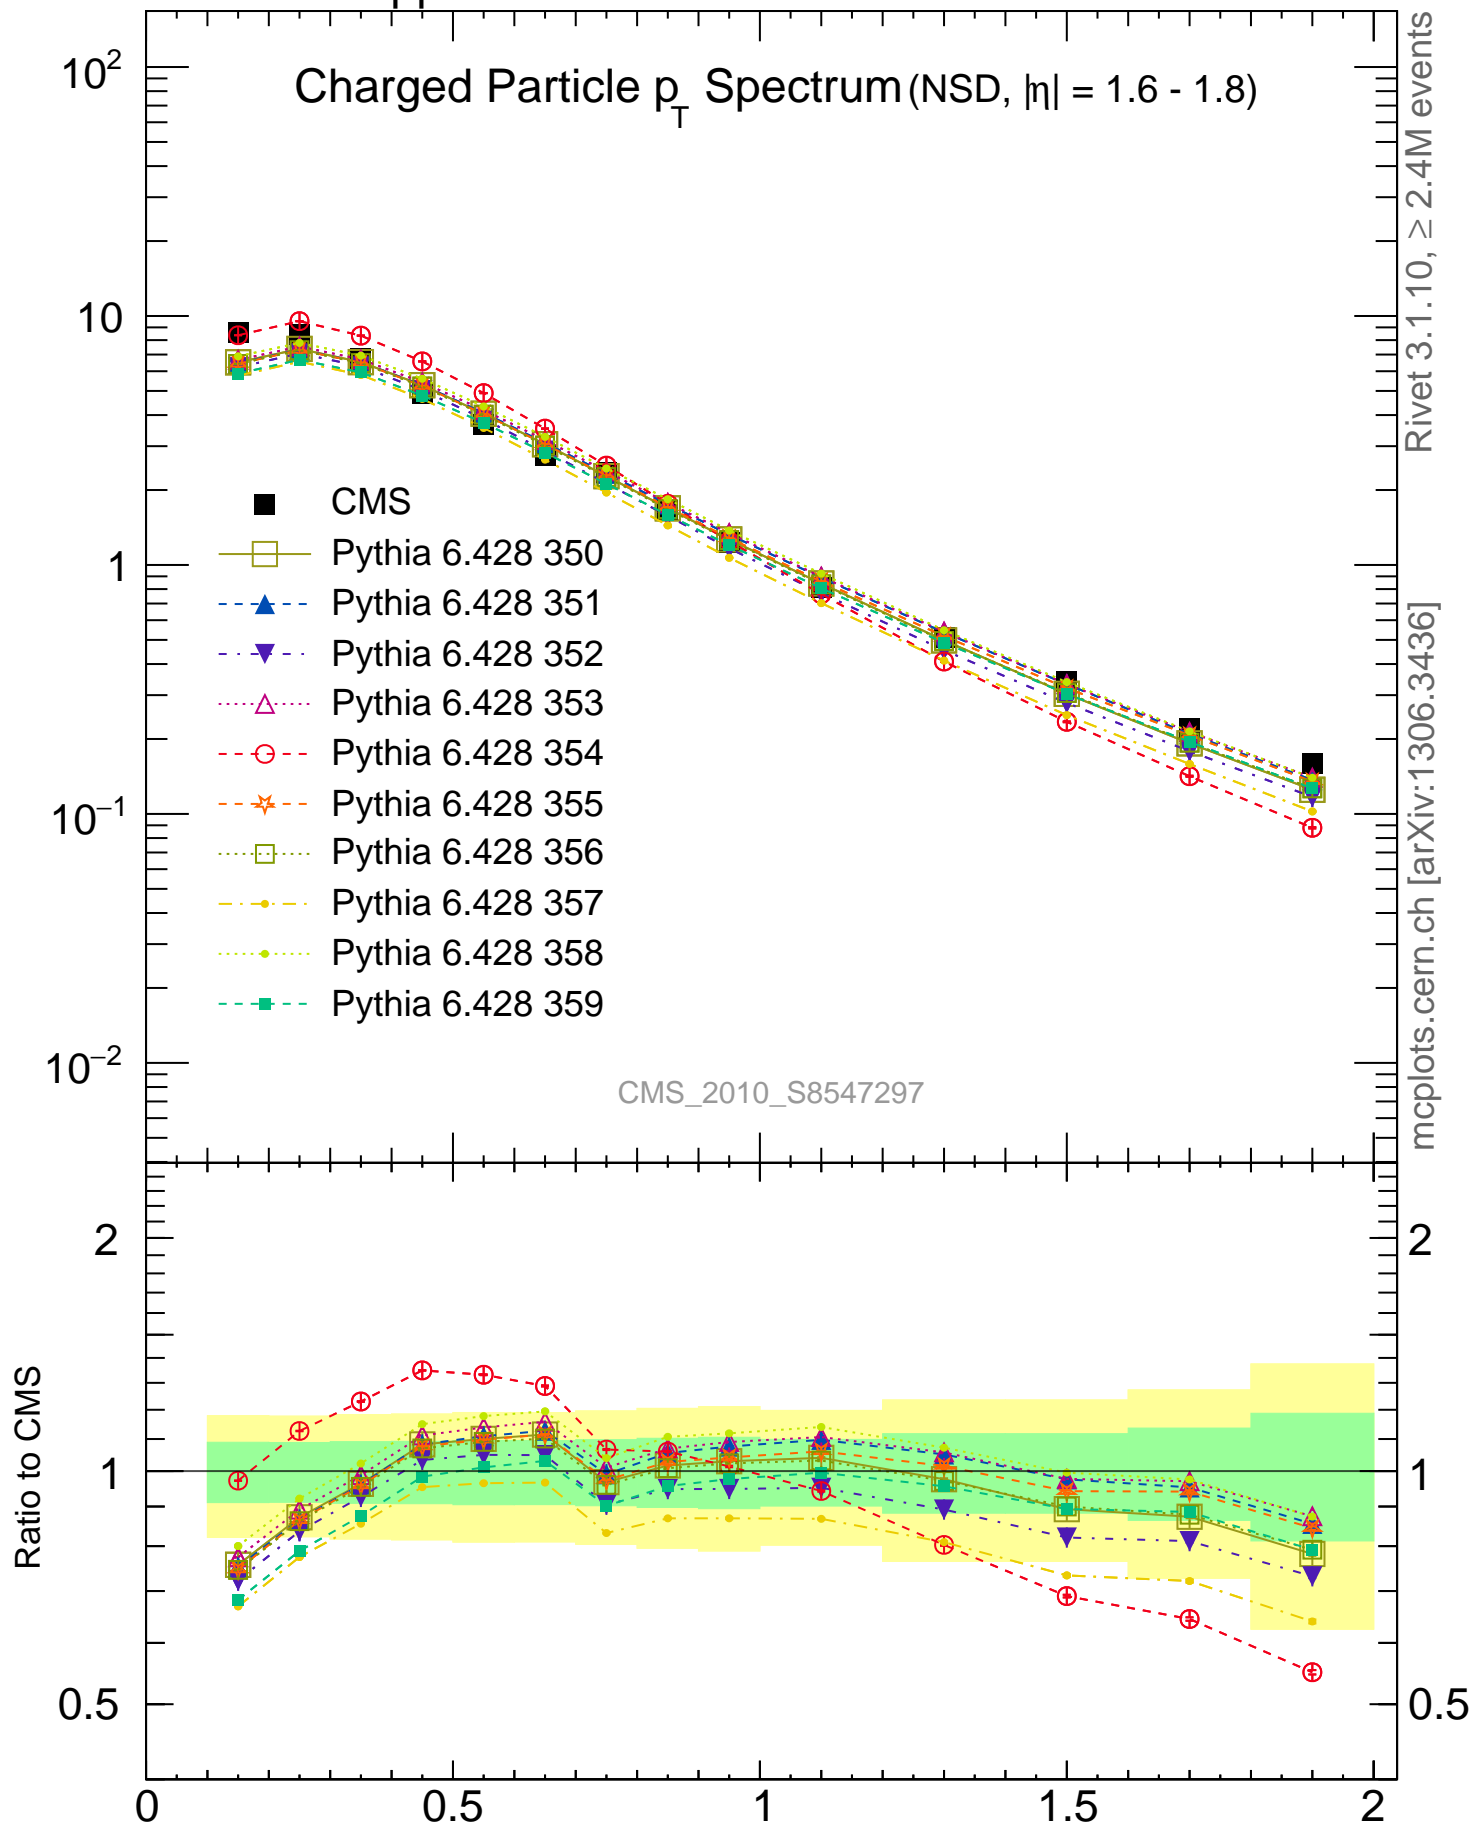 pp
Charged Particle p_T Spectrum (NSD, |η| = 1.6 - 1.8)
10²
10
1
10⁻¹
10⁻²
CMS
Pythia 6.428 350
Pythia 6.428 351
Pythia 6.428 352
Pythia 6.428 353
Pythia 6.428 354
Pythia 6.428 355
Pythia 6.428 356
Pythia 6.428 357
Pythia 6.428 358
Pythia 6.428 359
CMS_2010_S8547297
Rivet 3.1.10, ≥ 2.4M events
mcplots.cern.ch [arXiv:1306.3436]
Ratio to CMS
2
1
0.5
2
1
0.5
0
0.5
1
1.5
2